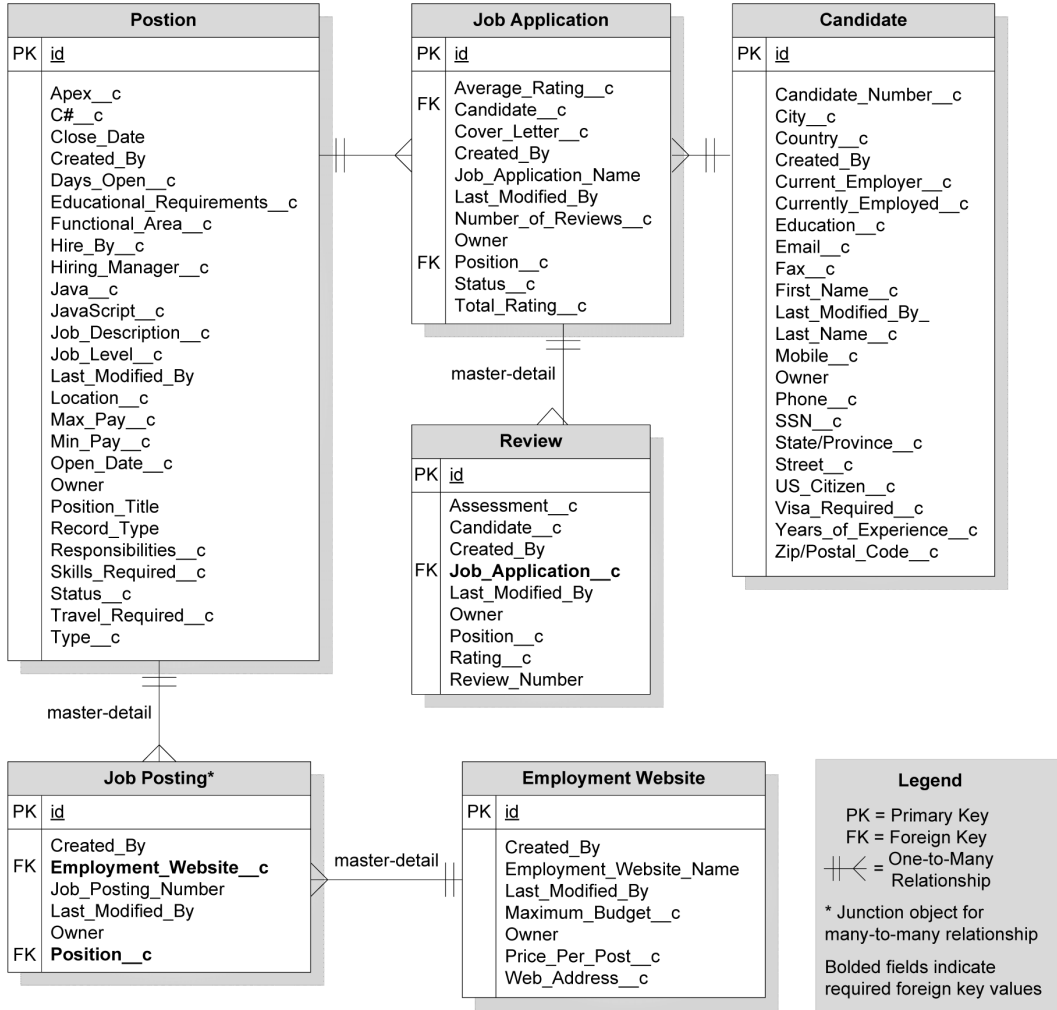 Postion
PK id
Apex__c
C#__c
Close_Date
Created_By
Days_Open__c
Educational_Requirements__c
Functional_Area__c
Hire_By__c
Hiring_Manager__c
Java__c
JavaScript__c
Job_Description__c
Job_Level__c
Last_Modified_By
Location__c
Max_Pay__c
Min_Pay__c
Open_Date__c
Owner
Position_Title
Record_Type
Responsibilities__c
Skills_Required__c
Status__c
Travel_Required__c
Type__c
Job Application
PK id
Average_Rating__c
FK Candidate__c
Cover_Letter__c
Created_By
Job_Application_Name
Last_Modified_By
Number_of_Reviews__c
Owner
FK Position__c
Status__c
Total_Rating__c
Candidate
PK id
Candidate_Number__c
City__c
Country__c
Created_By
Current_Employer__c
Currently_Employed__c
Education__c
Email__c
Fax__c
First_Name__c
Last_Modified_By_
Last_Name__c
Mobile__c
Owner
Phone__c
SSN__c
State/Province__c
Street__c
US_Citizen__c
Visa_Required__c
Years_of_Experience__c
Zip/Postal_Code__c
master-detail
Review
PK id
Assessment__c
Candidate__c
Created_By
FK Job_Application__c
Last_Modified_By
Owner
Position__c
Rating__c
Review_Number
master-detail
Job Posting*
PK id
Created_By
FK Employment_Website__c
Job_Posting_Number
Last_Modified_By
Owner
FK Position__c
master-detail
Employment Website
PK id
Created_By
Employment_Website_Name
Last_Modified_By
Maximum_Budget__c
Owner
Price_Per_Post__c
Web_Address__c
Legend
PK = Primary Key
FK = Foreign Key
= One-to-Many
Relationship
* Junction object for
many-to-many relationship
Bolded fields indicate
required foreign key values